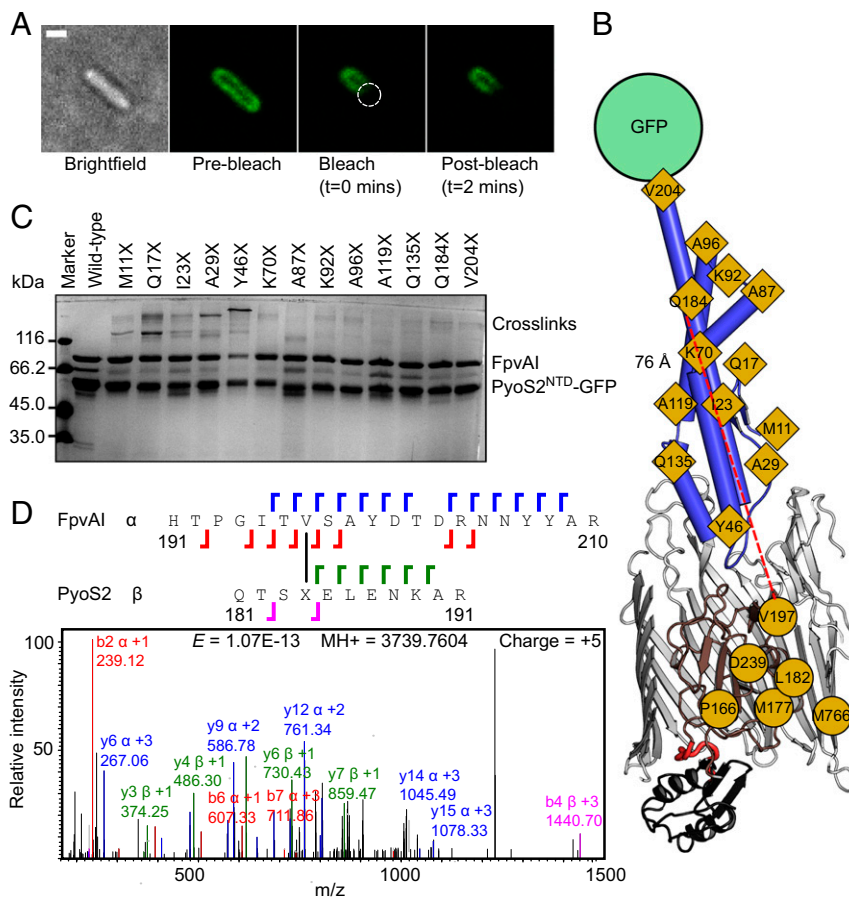 A
Brightfield
Pre-bleach
Bleach
(t=0 mins)
Post-bleach
(t=2 mins)
B
GFP
V204
A96
K92
A87
Q184
K70
76 Å
Q17
A119
I23
M11
Q135
A29
Y46
V197
D239
L182
P166
M177
M766
C
kDa
Marker
Wild-type
M11X
Q17X
I23X
A29X
Y46X
K70X
A87X
K92X
A96X
A119X
Q135X
Q184X
V204X
116
66.2
45.0
35.0
Crosslinks
FpvAI
PyoS2NTD-GFP
D
FpvAI α H T P G I T V S A Y D T D R N N Y Y A R
191 210
PyoS2 β Q T S X E L E N K A R
181 191
E = 1.07E-13 MH+ = 3739.7604 Charge = +5
Relative intensity
100
50
b2 α +1
239.12
y6 α +3
267.06
y3 β +1
374.25
y4 β +1
486.30
y9 α +2
586.78
b6 α +1
607.33
y6 β +1
730.43
b7 α +3
711.86
y12 α +2
761.34
y7 β +1
859.47
y14 α +3
1045.49
y15 α +3
1078.33
b4 β +3
1440.70
500 1000 1500
m/z